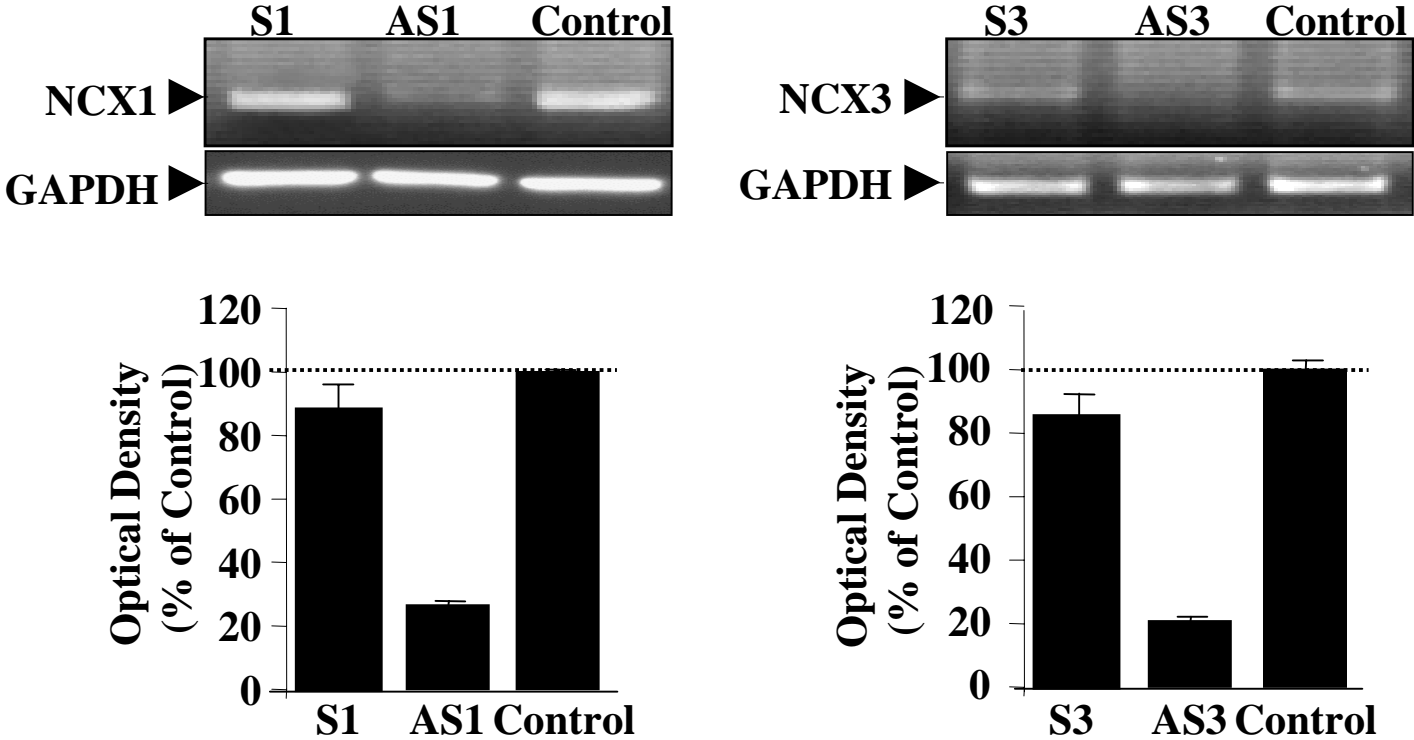 S1 AS1 Control
NCX1
GAPDH
120
100
80
60
40
20
0
Optical Density
(% of Control)
S1 AS1 Control
S3 AS3 Control
NCX3
GAPDH
120
100
80
60
40
20
0
Optical Density
(% of Control)
S3 AS3 Control